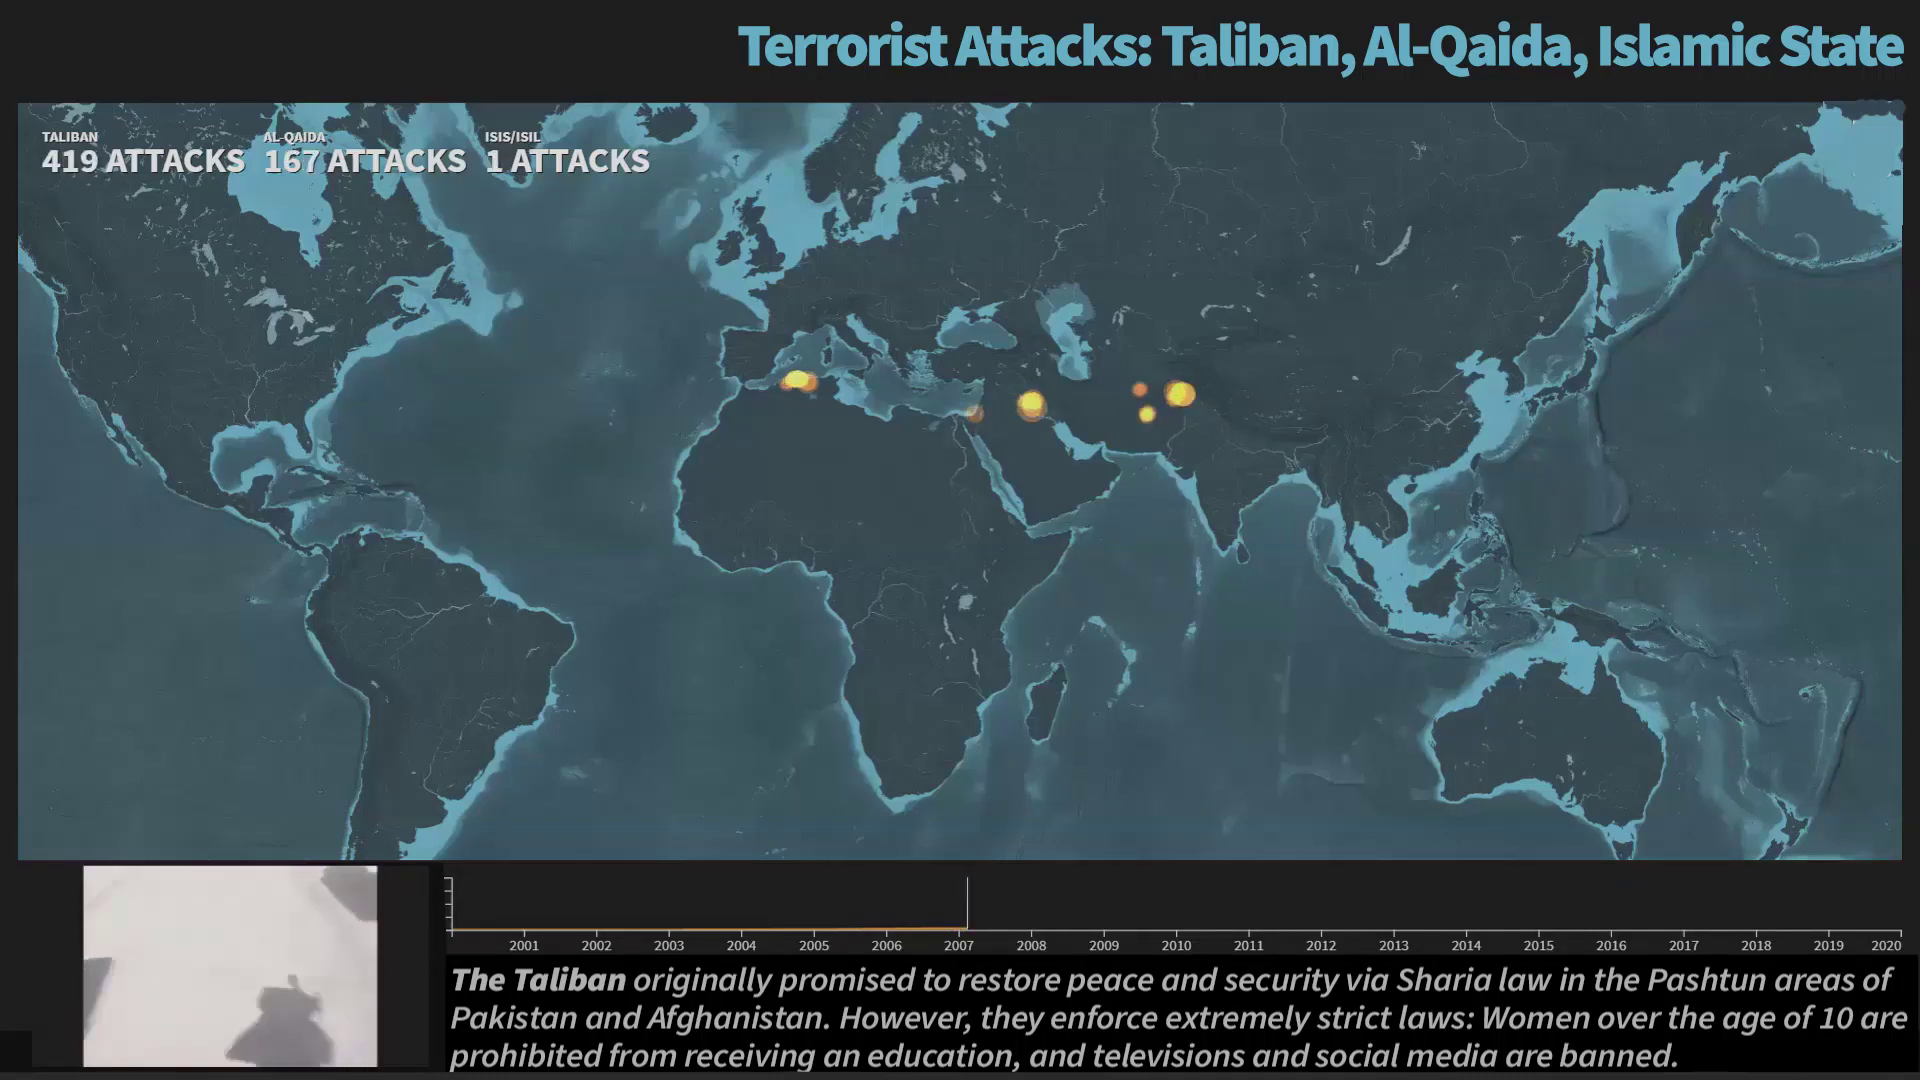 Terrorist Attacks: Taliban, Al-Qaida, Islamic State
TALIBAN AL-QAIDA ISIS/ISIL
419 ATTACKS 167 ATTACKS 1 ATTACKS
2001 2002 2003 2004 2005 2006 2007 2008 2009 2010 2011 2012 2013 2014 2015 2016 2017 2018 2019 2020
The Taliban originally promised to restore peace and security via Sharia law in the Pashtun areas of
Pakistan and Afghanistan. However, they enforce extremely strict laws: Women over the age of 10 are
prohibited from receiving an education, and televisions and social media are banned.